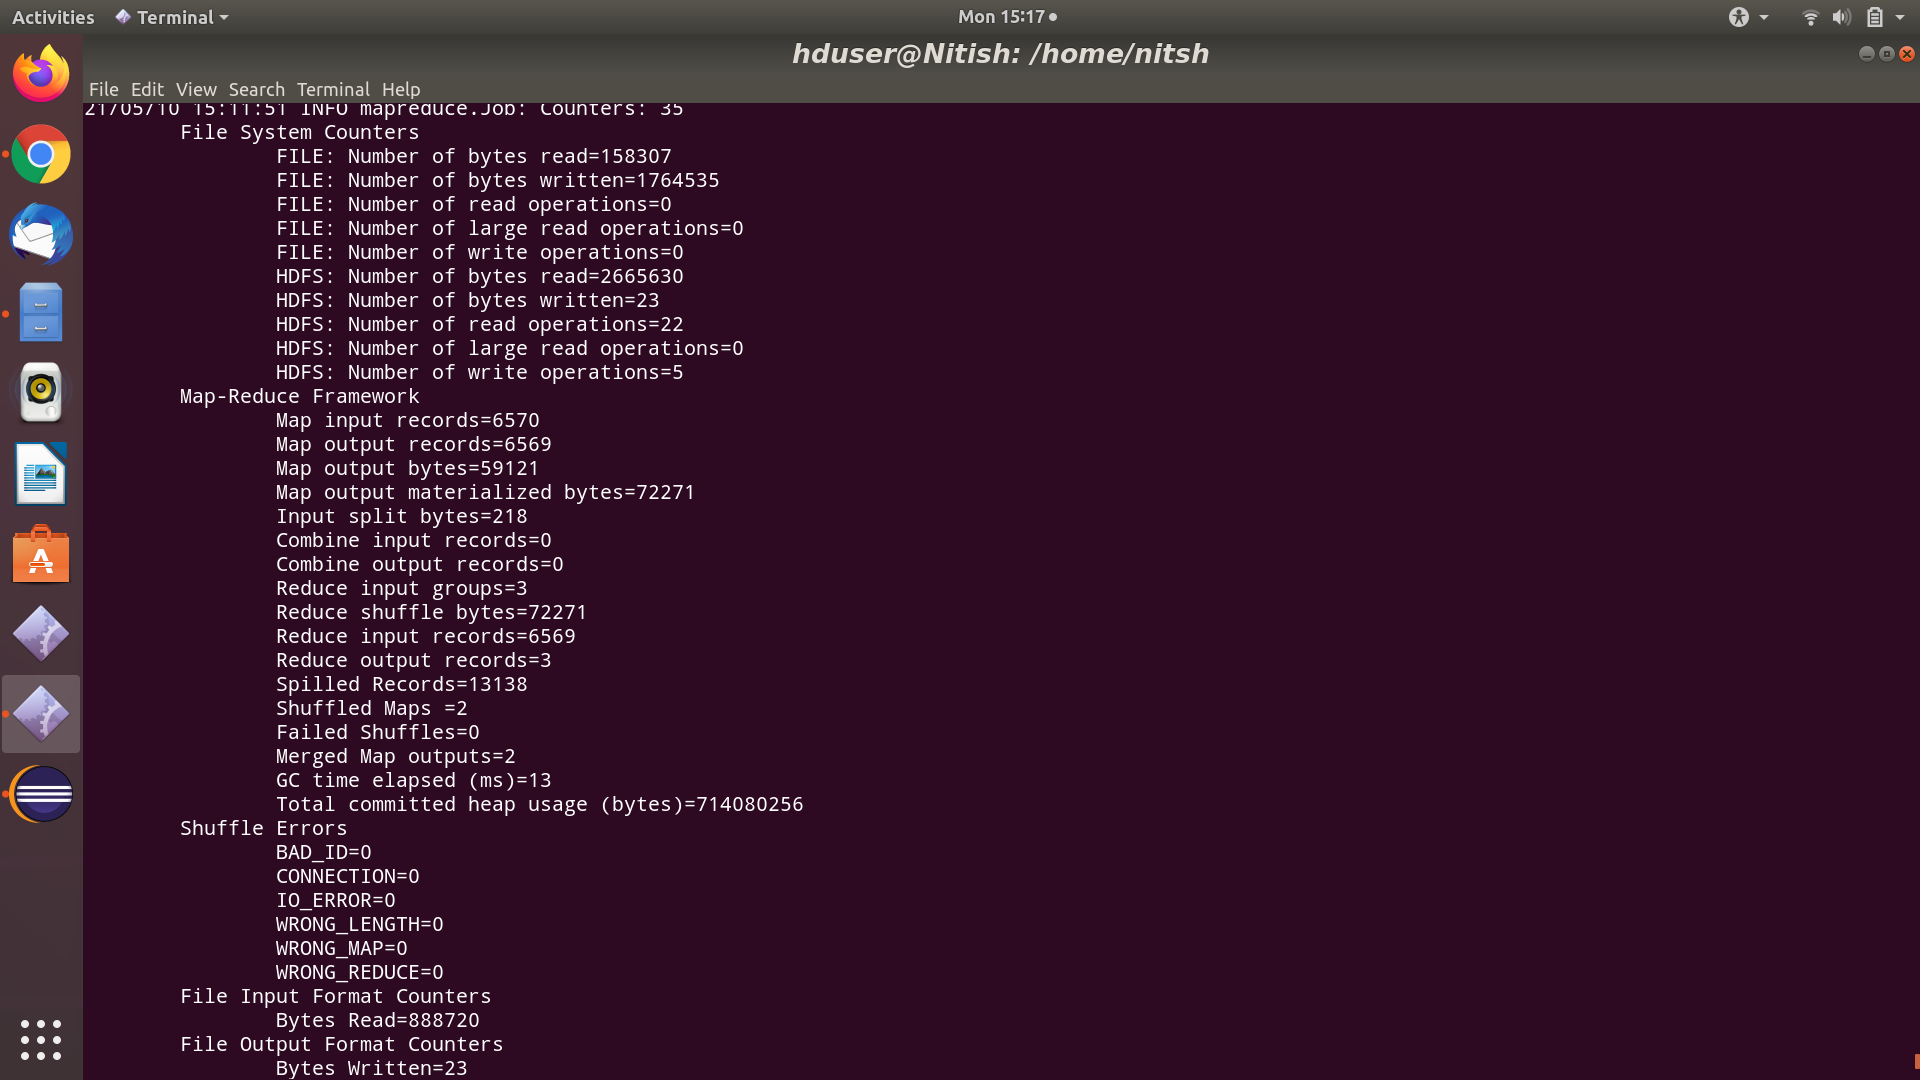 Activities Terminal Mon 15:17
hduser@Nitish: /home/nitsh
File Edit View Search Terminal Help
21/05/10 15:11:51 INFO mapreduce.Job: Counters: 35
File System Counters
FILE: Number of bytes read=158307
FILE: Number of bytes written=1764535
FILE: Number of read operations=0
FILE: Number of large read operations=0
FILE: Number of write operations=0
HDFS: Number of bytes read=2665630
HDFS: Number of bytes written=23
HDFS: Number of read operations=22
HDFS: Number of large read operations=0
HDFS: Number of write operations=5
Map-Reduce Framework
Map input records=6570
Map output records=6569
Map output bytes=59121
Map output materialized bytes=72271
Input split bytes=218
Combine input records=0
Combine output records=0
Reduce input groups=3
Reduce shuffle bytes=72271
Reduce input records=6569
Reduce output records=3
Spilled Records=13138
Shuffled Maps =2
Failed Shuffles=0
Merged Map outputs=2
GC time elapsed (ms)=13
Total committed heap usage (bytes)=714080256
Shuffle Errors
BAD_ID=0
CONNECTION=0
IO_ERROR=0
WRONG_LENGTH=0
WRONG_MAP=0
WRONG_REDUCE=0
File Input Format Counters
Bytes Read=888720
File Output Format Counters
Bytes Written=23